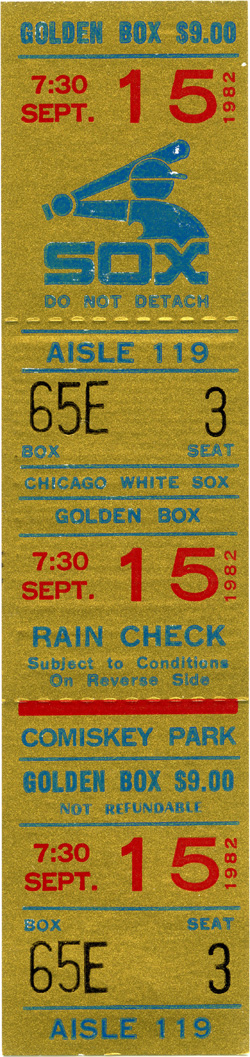 GOLDEN BOX $9.00
7:30
SEPT. 15 1982
SOX
DO NOT DETACH
AISLE 119
65E 3
BOX SEAT
CHICAGO WHITE SOX
GOLDEN BOX
7:30
SEPT. 15 1982
RAIN CHECK
Subject to Conditions
On Reverse Side
COMISKEY PARK
GOLDEN BOX $9.00
NOT REFUNDABLE
7:30
SEPT. 15 1982
BOX SEAT
65E 3
AISLE 119